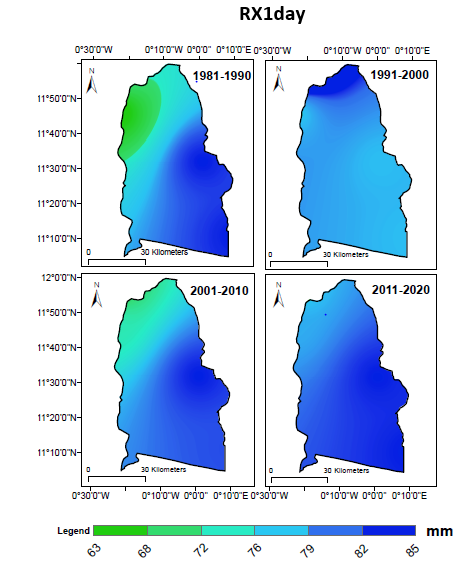 RX1day
0°30'0"W 0°10'0"W 0°0'0" 0°10'0"E 0°30'0"W 0°10'0"W 0°0'0" 0°10'0"E
N 1981-1990 N 1991-2000
11°50'0"N
11°40'0"N
11°30'0"N
11°20'0"N
11°10'0"N
0 30 Kilometers 0 30 Kilometers
12°0'0"N
N 2001-2010 N 2011-2020
11°50'0"N
11°40'0"N
11°30'0"N
11°20'0"N
11°10'0"N
0 30 Kilometers 0 30 Kilometers
0°30'0"W 0°10'0"W 0°0'0" 0°10'0"E 0°30'0"W 0°10'0"W 0°0'0" 0°10'0"E
Legend mm
63 68 72 76 79 82 85